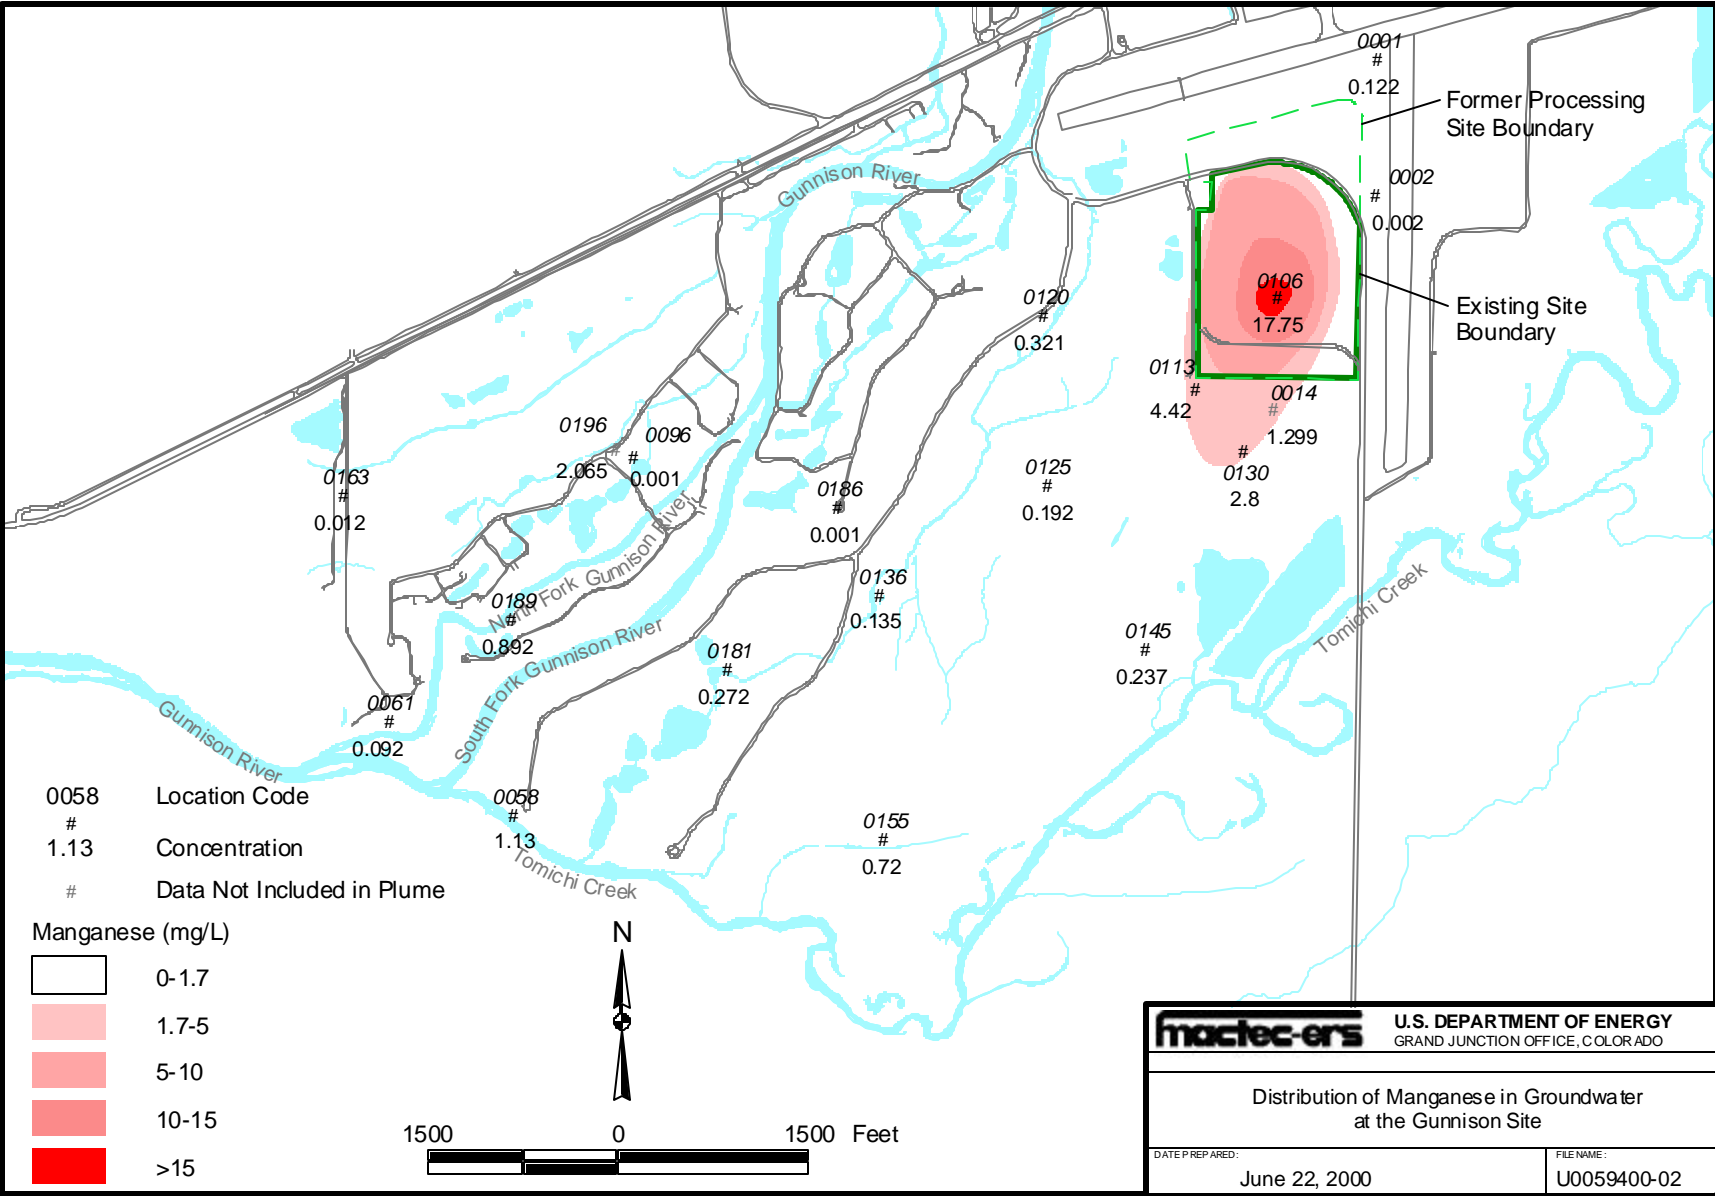 0001
#
0.122
Former Processing
Site Boundary
Gunnison River
0002
#
0.002
0106
#
17.75
Existing Site
Boundary
0120
#
0.321
0113
#
4.42
0014
#
1.299
0130
#
2.8
0196
#
2.065
0096
#
0.001
0163
#
0.012
0186
#
0.001
0125
#
0.192
North Fork Gunnison River
0136
#
0.135
0189
#
0.892
South Fork Gunnison River
0181
#
0.272
0145
#
0.237
Tomichi Creek
0061
#
0.092
Gunnison River
0058
#
1.13
Tomichi Creek
0155
#
0.72
0058 Location Code
#
1.13 Concentration
# Data Not Included in Plume
Manganese (mg/L)
0-1.7
1.7-5
5-10
10-15
>15
N
1500 0 1500 Feet
mactec-ers
U.S. DEPARTMENT OF ENERGY
GRAND JUNCTION OFFICE, COLORADO
Distribution of Manganese in Groundwater
at the Gunnison Site
DATE PREPARED:
June 22, 2000
FILENAME:
U0059400-02